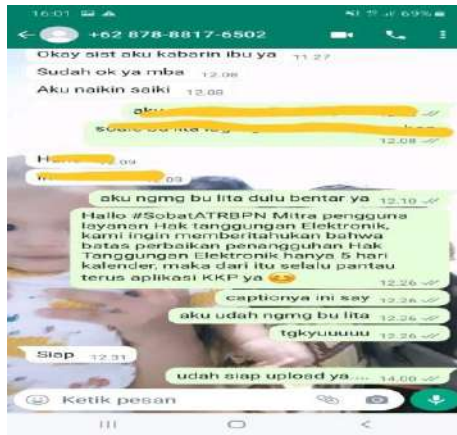 16:01
69%
+62 878-8817-6502
Okay sist aku kabarin ibu ya 11.27
Sudah ok ya mba 12.08
Aku naikin saiki 12.08
aku
12.08
12.09
aku ngmg bu lita dulu bentar ya 12.10
Hallo #SobatATRBPN Mitra pengguna
layanan Hak tanggungan Elektronik,
kami ingin memberitahukan bahwa
batas perbaikan penangguhan Hak
Tanggungan Elektronik hanya 5 hari
kalender, maka dari itu selalu pantau
terus aplikasi KKP ya 12.26
captionya ini say 12.26
aku udah ngmg bu lita 12.26
tgkyuuuuu 12.26
Siap 12.31
udah siap upload ya.... 14.00
Ketik pesan